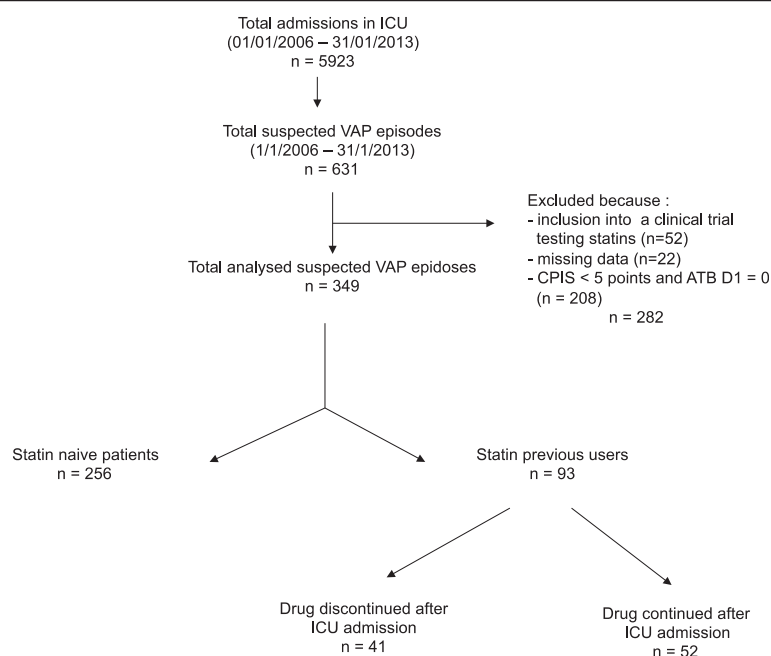 Total admissions in ICU
(01/01/2006 – 31/01/2013)
n = 5923
Total suspected VAP episodes
(1/1/2006 – 31/1/2013)
n = 631
Excluded because :
- inclusion into a clinical trial
testing statins (n=52)
- missing data (n=22)
- CPIS < 5 points and ATB D1 = 0
(n = 208)
n = 282
Total analysed suspected VAP epidoses
n = 349
Statin naive patients
n = 256
Statin previous users
n = 93
Drug discontinued after
ICU admission
n = 41
Drug continued after
ICU admission
n = 52